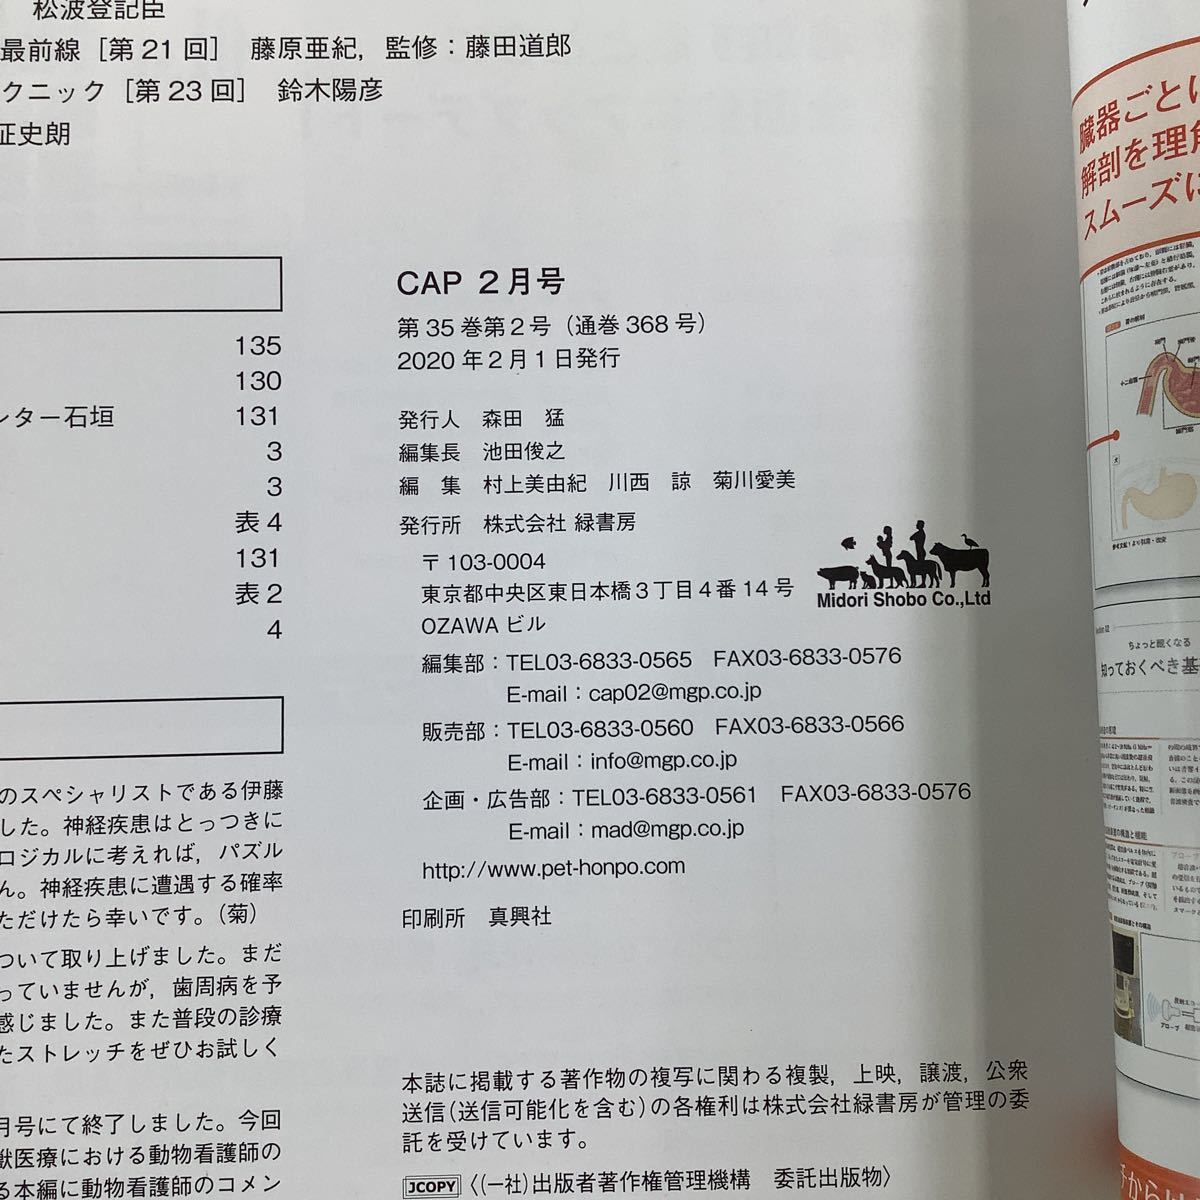 松波登記臣
最前線［第21回］ 藤原亜紀，監修：藤田道郎
クニック［第23回］ 鈴木陽彦
証史朗
135
130
ンター石垣 131
3
3
表4
131
表2
4
のスペシャリストである伊藤
した。神経疾患はとっつきに
ロジカルに考えれば，パズル
ん。神経疾患に遭遇する確率
ただけたら幸いです。（菊）
ついて取り上げました。まだ
っていませんが，歯周病を予
感じました。また普段の診療
たストレッチをぜひお試しく
月号にて終了しました。今回
獣医療における動物看護師の
る本編に動物看護師のコメン
CAP 2月号
第35巻第2号（通巻368号）
2020年2月1日発行
発行人 森田 猛
編集長 池田俊之
編 集 村上美由紀 川西 諒 菊川愛美
発行所 株式会社 緑書房
〒103-0004
東京都中央区東日本橋3丁目4番14号
OZAWAビル
Midori Shobo Co.,Ltd
編集部：TEL03-6833-0565 FAX03-6833-0576
E-mail：cap02@mgp.co.jp
販売部：TEL03-6833-0560 FAX03-6833-0566
E-mail：info@mgp.co.jp
企画・広告部：TEL03-6833-0561 FAX03-6833-0576
E-mail：mad@mgp.co.jp
http://www.pet-honpo.com
印刷所 真興社
本誌に掲載する著作物の複写に関わる複製，上映，譲渡，公衆
送信（送信可能化を含む）の各権利は株式会社緑書房が管理の委
託を受けています。
JCOPY〈（一社）出版者著作権管理機構 委託出版物〉
臓器ごとに
解剖を理解
スムーズに
ちょっと眠くなる
知っておくべき基